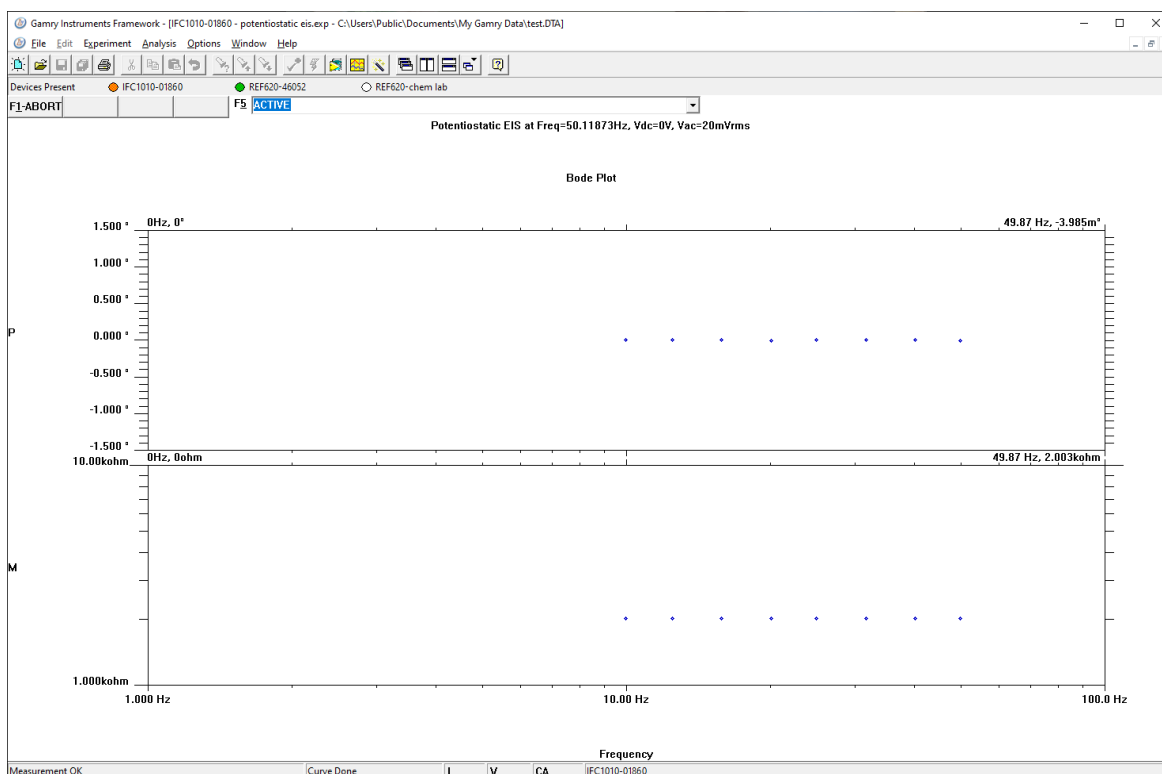 Gamry Instruments Framework - [IFC1010-01860 - potentiostatic eis.exp - C:\Users\Public\Documents\My Gamry Data\test.DTA]
File Edit Experiment Analysis Options Window Help
Devices Present IFC1010-01860 REF620-46052 REF620-chem lab
F1-ABORT F5 ACTIVE
Potentiostatic EIS at Freq=50.11873Hz, Vdc=0V, Vac=20mVrms
Bode Plot
1.500 ° 0Hz, 0° 49.87 Hz, -3.985m°
1.000 °
0.500 °
P
0.000 °
-0.500 °
-1.000 °
-1.500 °
10.00kohm 0Hz, 0ohm 49.87 Hz, 2.003kohm
M
1.000kohm
1.000 Hz 10.00 Hz 100.0 Hz
Frequency
Measurement OK Curve Done I V CA IFC1010-01860